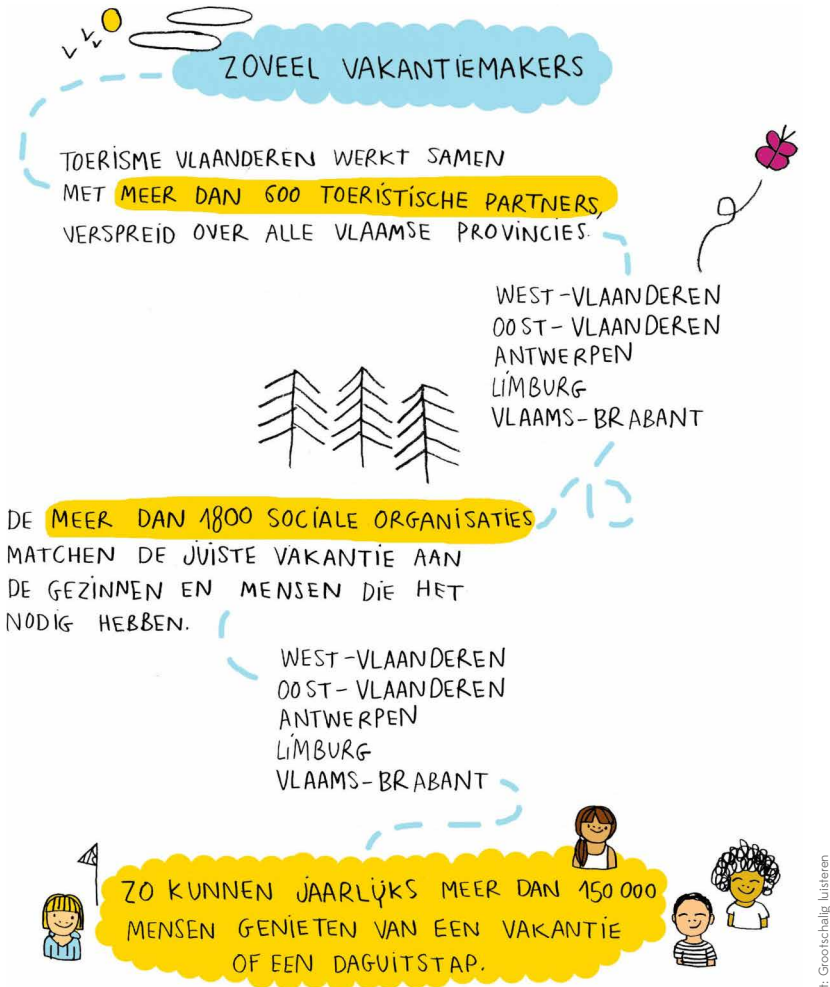 ZOVEEL VAKANTIEMAKERS
TOERISME VLAANDEREN WERKT SAMEN
MET MEER DAN 600 TOERISTISCHE PARTNERS,
VERSPREID OVER ALLE VLAAMSE PROVINCIES.
WEST-VLAANDEREN
OOST-VLAANDEREN
ANTWERPEN
LIMBURG
VLAAMS-BRABANT
DE MEER DAN 1800 SOCIALE ORGANISATIES
MATCHEN DE JUISTE VAKANTIE AAN
DE GEZINNEN EN MENSEN DIE HET
NODIG HEBBEN.
WEST-VLAANDEREN
OOST-VLAANDEREN
ANTWERPEN
LIMBURG
VLAAMS-BRABANT
ZO KUNNEN JAARLIJKS MEER DAN 150 000
MENSEN GENIETEN VAN EEN VAKANTIE
OF EEN DAGUITSTAP.
Grootschalig luisteren